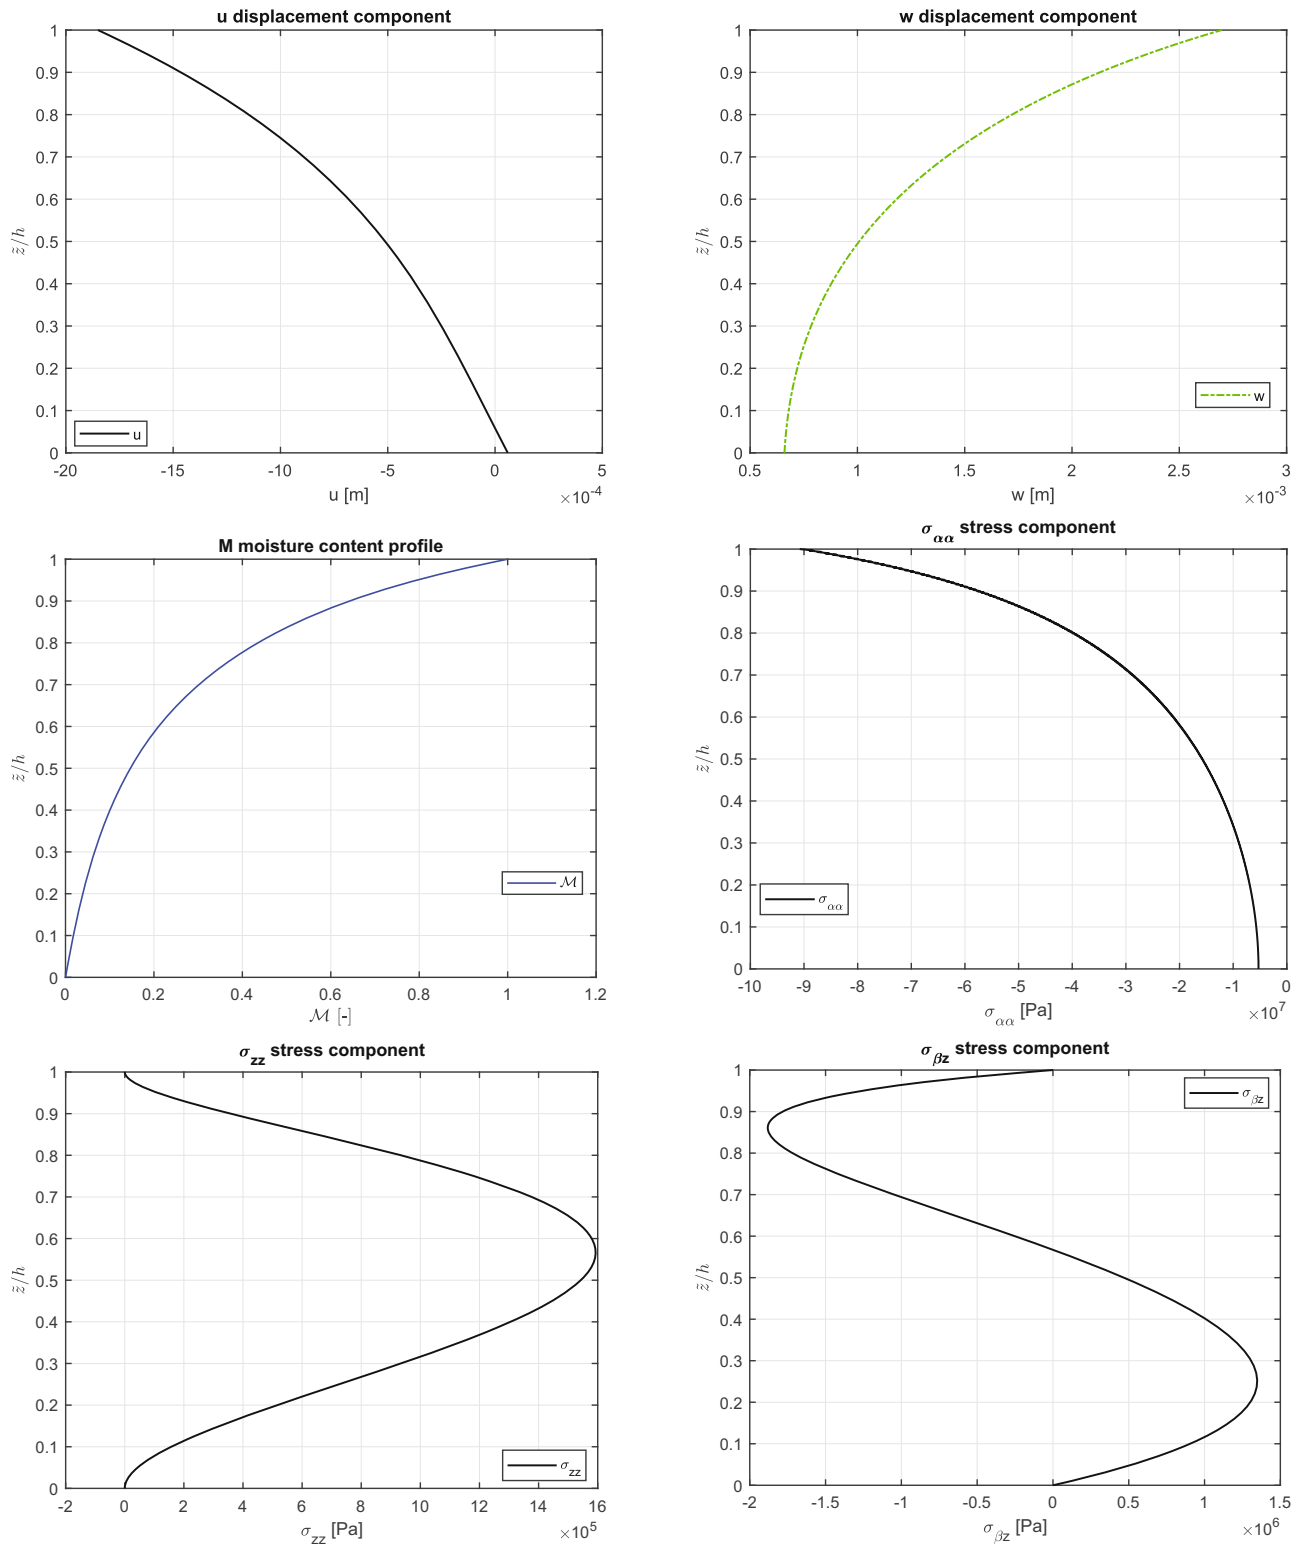 u displacement component
1
0.9
0.8
0.7
0.6
0.5
0.4
0.3
0.2
0.1
0
z̃/h
u
-20 -15 -10 -5 0 5
u [m]
×10⁻⁴
w displacement component
1
0.9
0.8
0.7
0.6
0.5
0.4
0.3
0.2
0.1
0
z̃/h
w
0.5 1 1.5 2 2.5 3
w [m]
×10⁻³
M moisture content profile
1
0.9
0.8
0.7
0.6
0.5
0.4
0.3
0.2
0.1
0
z̃/h
ℳ
0 0.2 0.4 0.6 0.8 1 1.2
ℳ [-]
σαα stress component
1
0.9
0.8
0.7
0.6
0.5
0.4
0.3
0.2
0.1
0
z̃/h
σαα
-10 -9 -8 -7 -6 -5 -4 -3 -2 -1 0
σαα [Pa]
×10⁷
σzz stress component
1
0.9
0.8
0.7
0.6
0.5
0.4
0.3
0.2
0.1
0
z̃/h
σzz
-2 0 2 4 6 8 10 12 14 16
σzz [Pa]
×10⁵
σβz stress component
1
0.9
0.8
0.7
0.6
0.5
0.4
0.3
0.2
0.1
0
z̃/h
σβz
-2 -1.5 -1 -0.5 0 0.5 1 1.5
σβz [Pa]
×10⁶